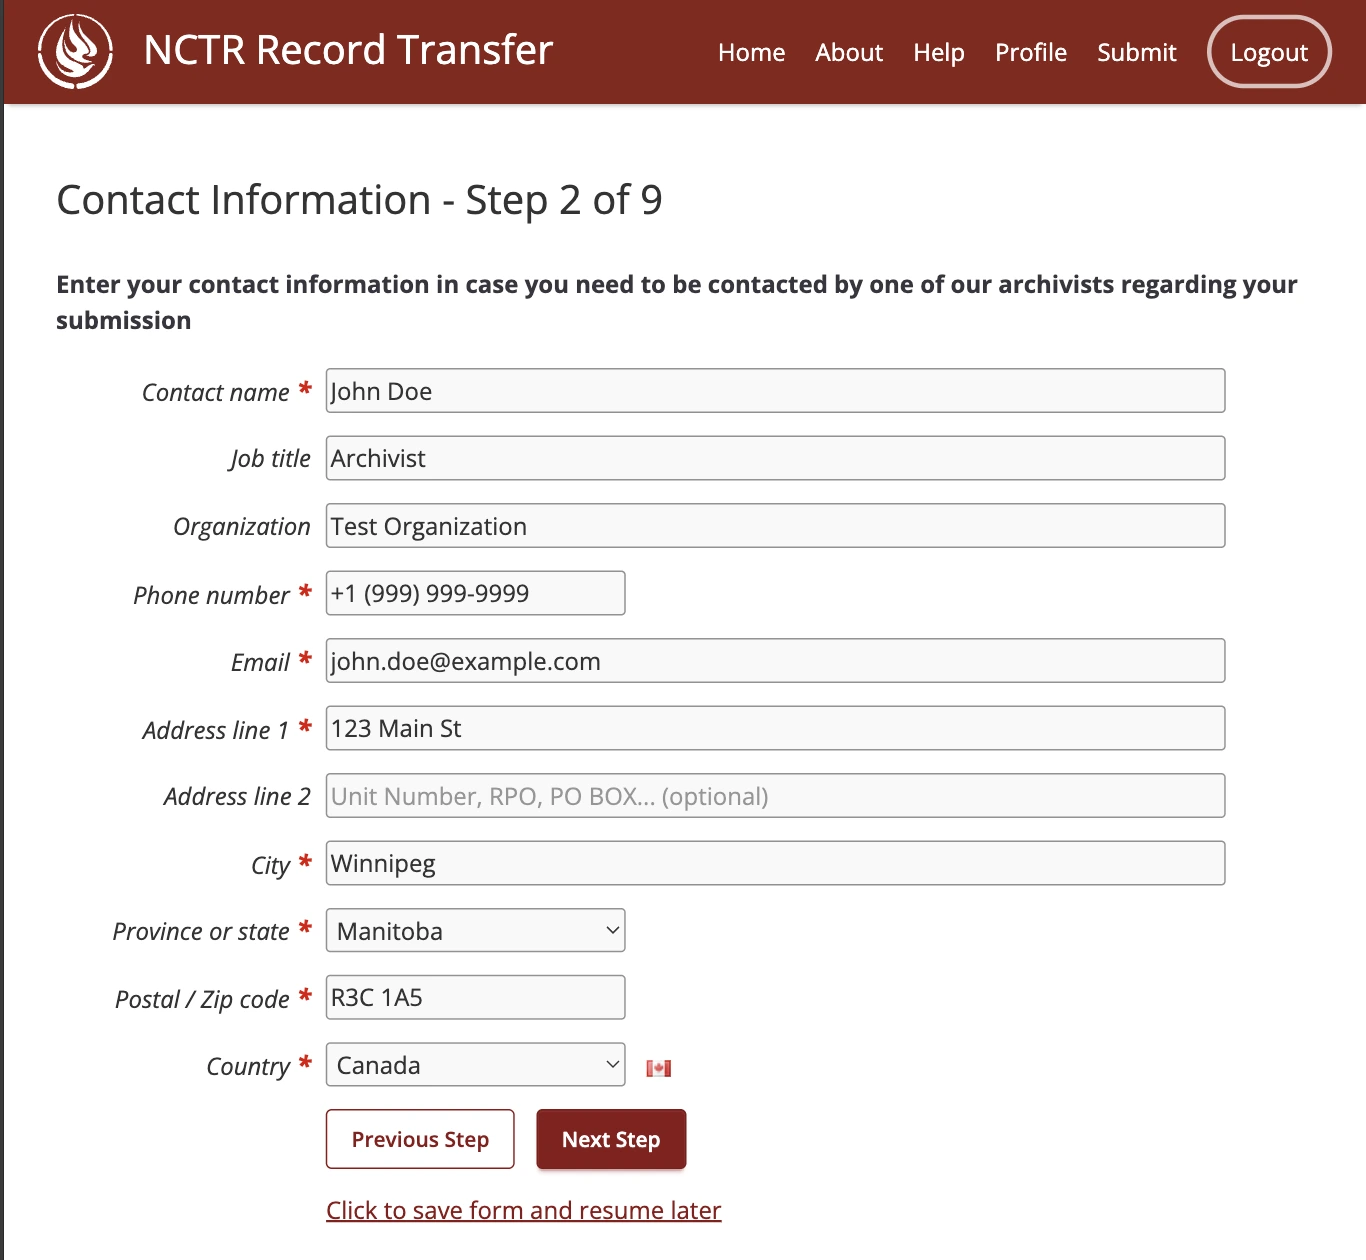 NCTR Record Transfer
Home About Help Profile Submit Logout
Contact Information - Step 2 of 9
Enter your contact information in case you need to be contacted by one of our archivists regarding your
submission
Contact name * John Doe
Job title Archivist
Organization Test Organization
Phone number * +1 (999) 999-9999
Email * john.doe@example.com
Address line 1 * 123 Main St
Address line 2 Unit Number, RPO, PO BOX... (optional)
City * Winnipeg
Province or state * Manitoba
Postal / Zip code * R3C 1A5
Country * Canada
Previous Step Next Step
Click to save form and resume later